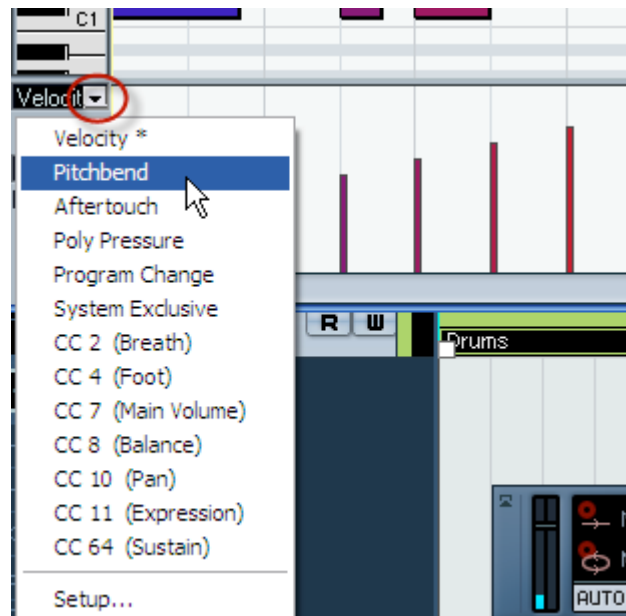 C1
Velocit
Velocity *
Pitchbend
Aftertouch
Poly Pressure
Program Change
System Exclusive
CC 2 (Breath)
CC 4 (Foot)
CC 7 (Main Volume)
CC 8 (Balance)
CC 10 (Pan)
CC 11 (Expression)
CC 64 (Sustain)
Setup...
R W
Drums
AUTO